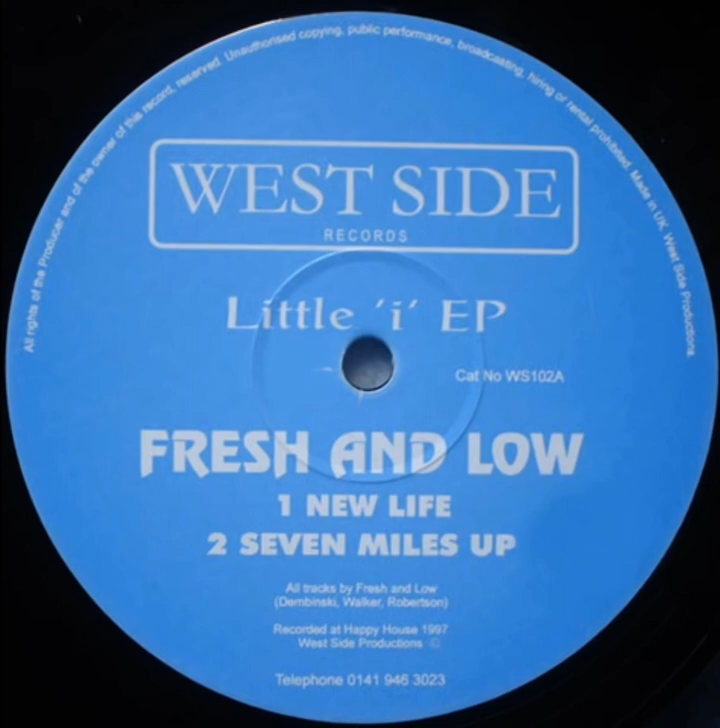 All rights of the Producer and of the owner of this record, reserved. Unauthorised copying, public performance, broadcasting, hiring or rental prohibited. Made in UK. West Side Productions.
WEST SIDE
RECORDS
Little 'i' EP
Cat No WS102A
FRESH AND LOW
1 NEW LIFE
2 SEVEN MILES UP
All tracks by Fresh and Low
(Dembinski, Walker, Robertson)
Recorded at Happy House 1997
West Side Productions ©
Telephone 0141 946 3023